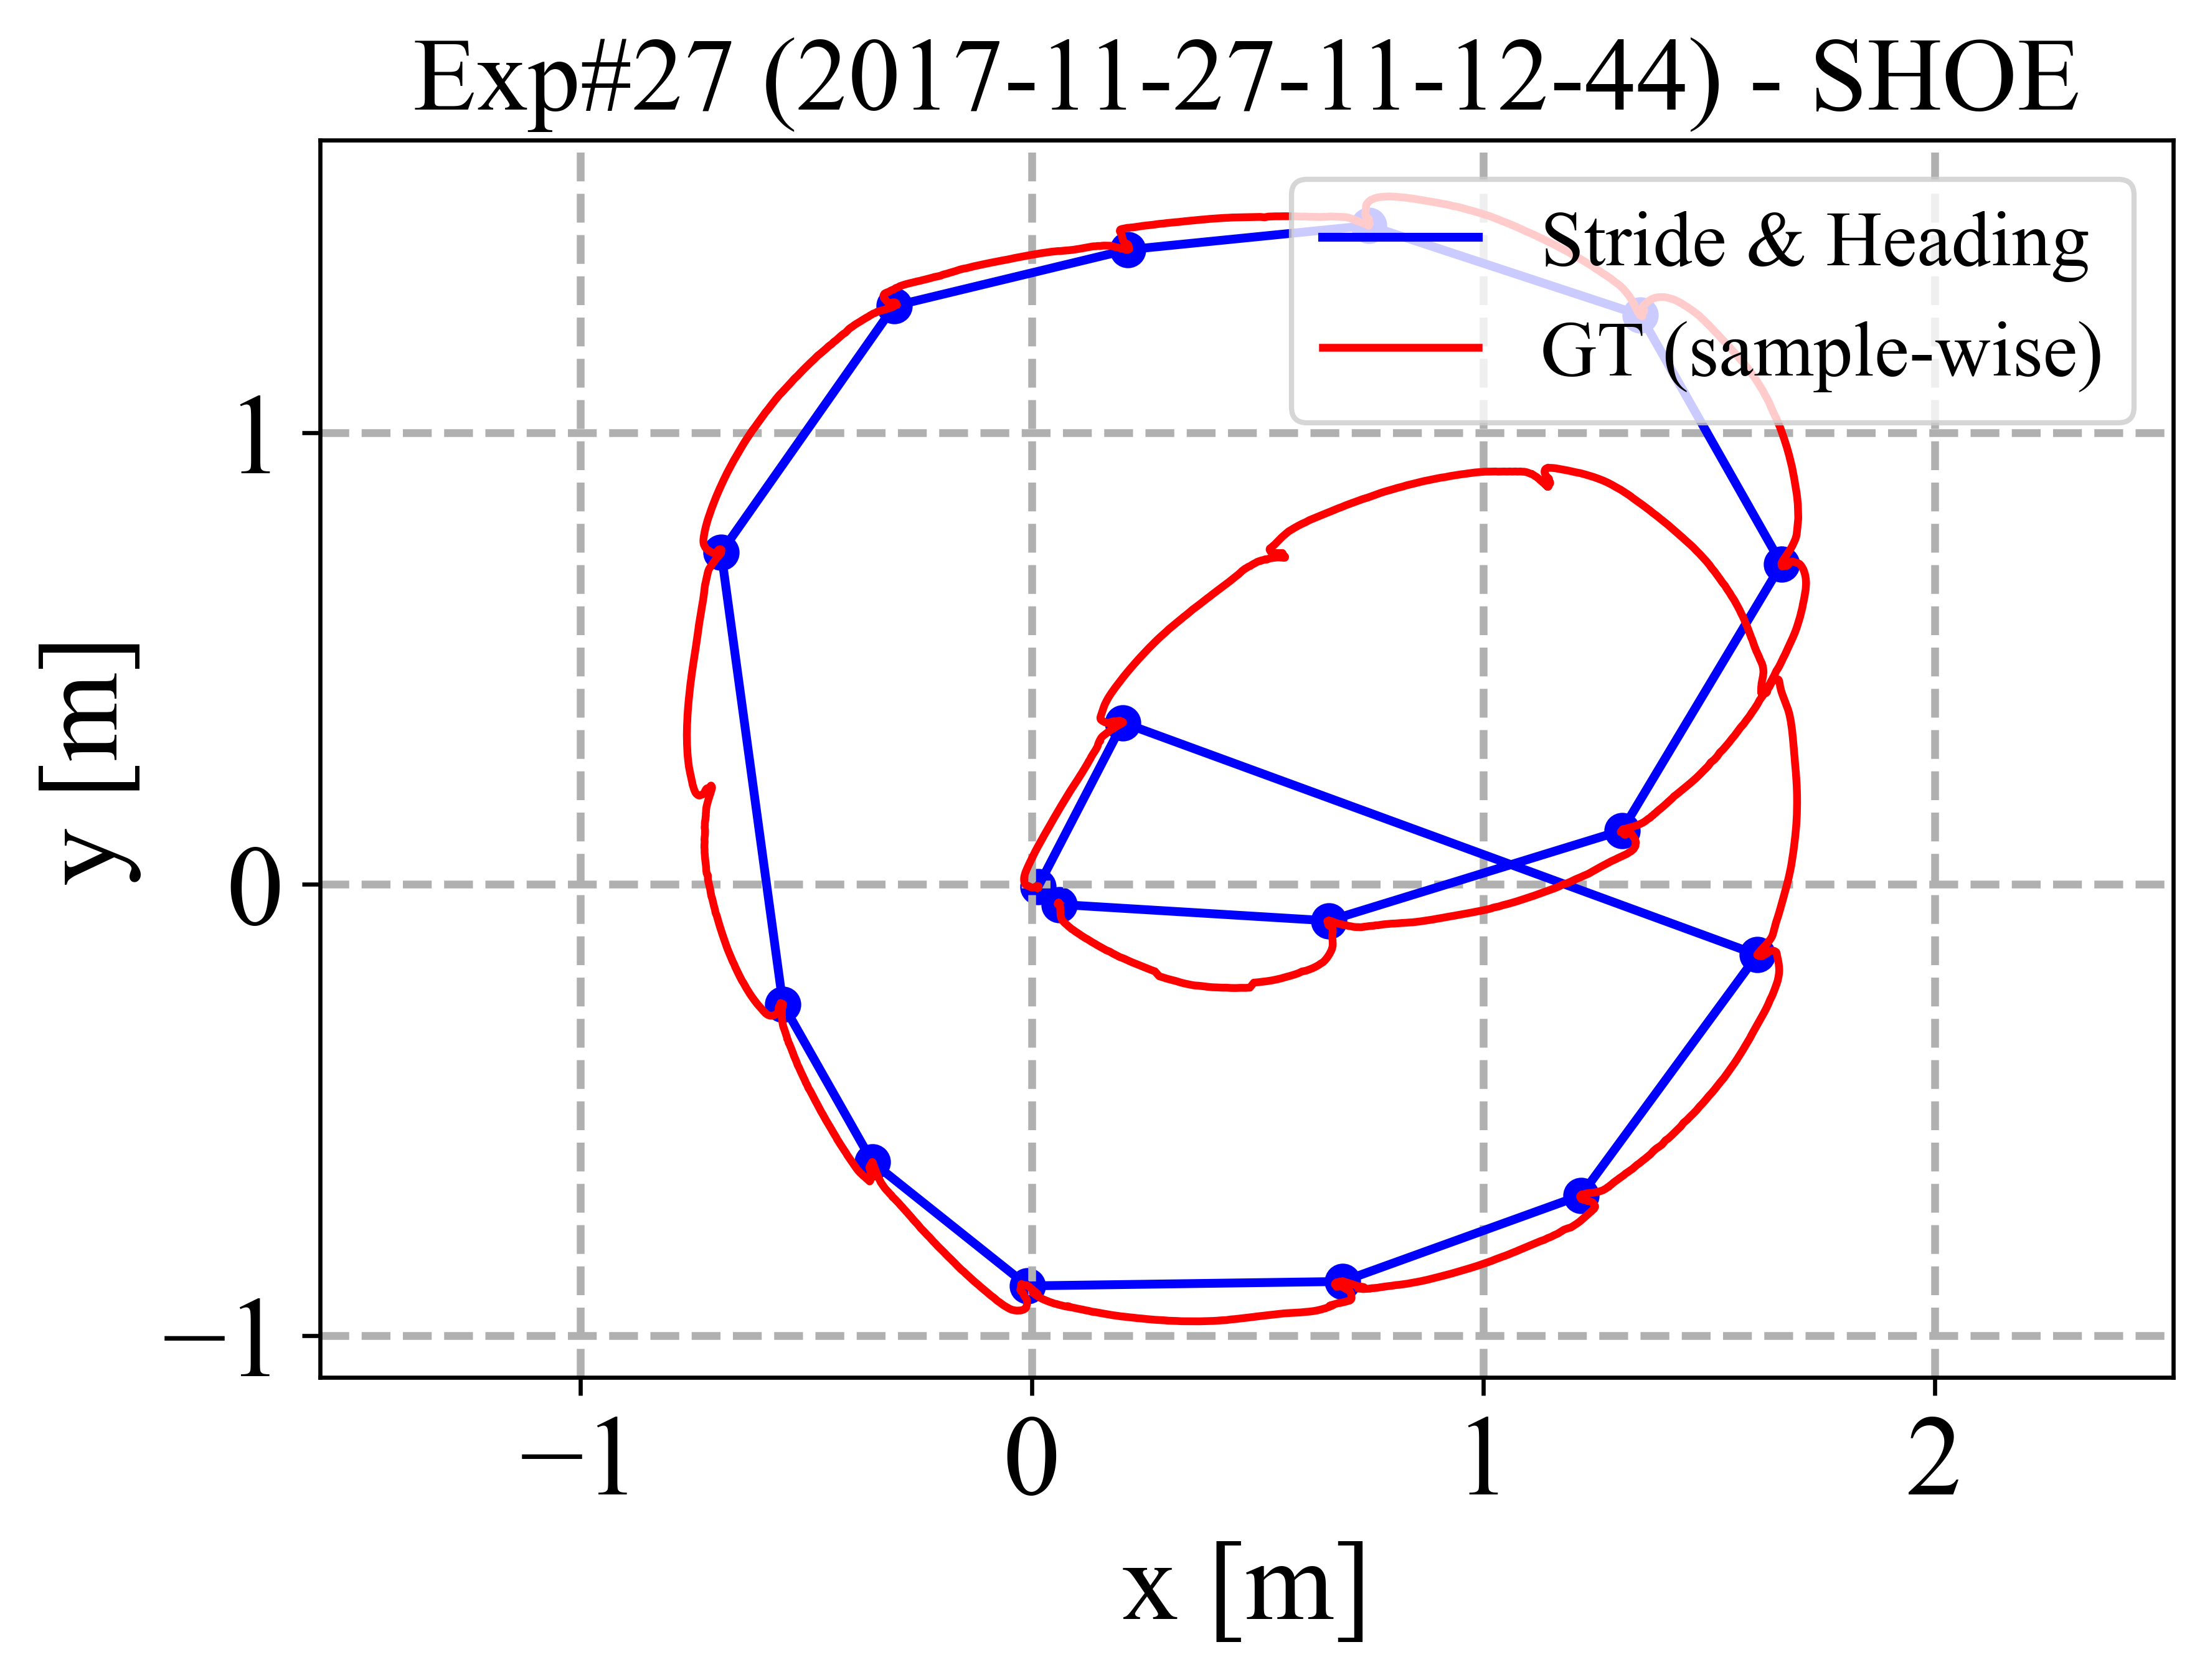 Exp#27 (2017-11-27-11-12-44) - SHOE
Stride & Heading
GT (sample-wise)
y [m]
1
0
−1
−1
0
1
2
x [m]